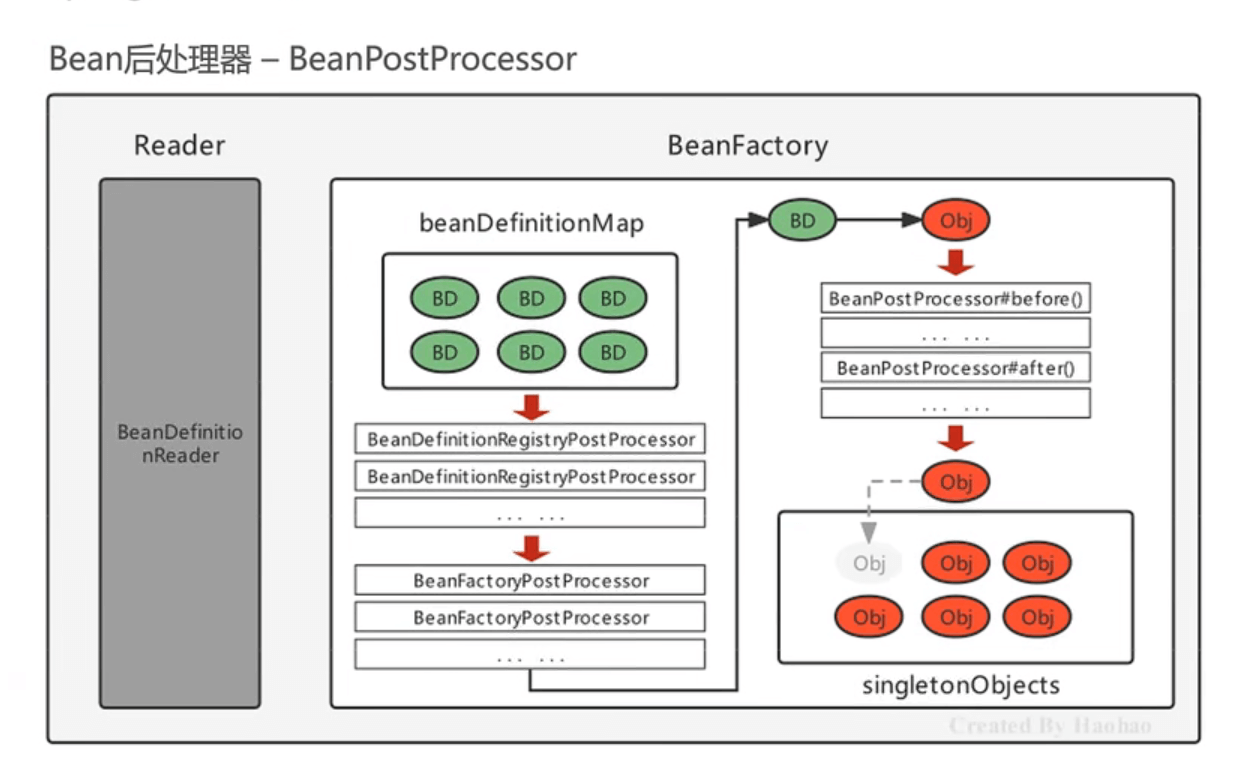 Bean后处理器 – BeanPostProcessor
Reader
BeanDefinitio
nReader
BeanFactory
beanDefinitionMap
BD BD BD
BD BD BD
BeanDefinitionRegistryPostProcessor
BeanDefinitionRegistryPostProcessor
... ...
BeanFactoryPostProcessor
BeanFactoryPostProcessor
... ...
BD Obj
BeanPostProcessor#before()
... ...
BeanPostProcessor#after()
... ...
Obj
Obj Obj Obj
Obj Obj Obj
singletonObjects
Created By Haohao